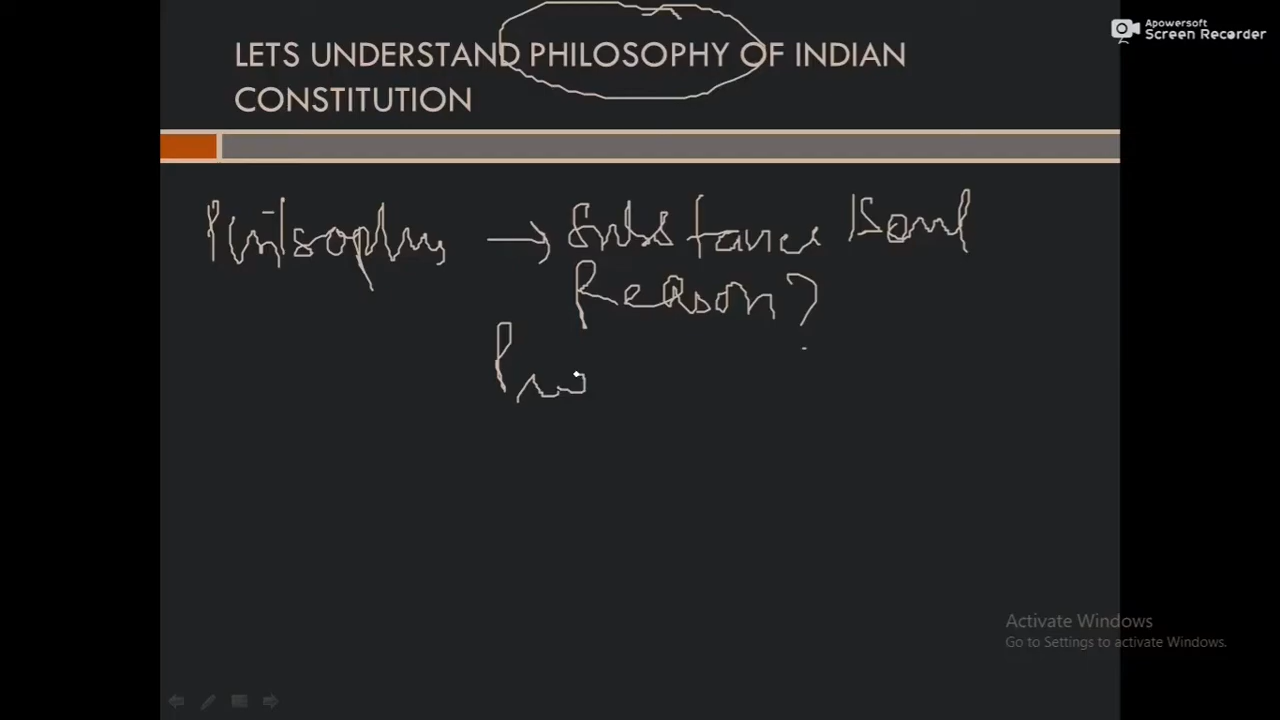 Apowersoft
Screen Recorder
LETS UNDERSTAND PHILOSOPHY OF INDIAN
CONSTITUTION
Philosophy → Substance | Soul
Reason?
Activate Windows
Go to Settings to activate Windows.